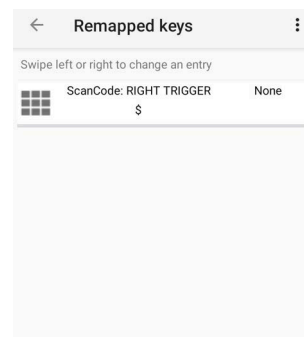 Remapped keys
Swipe left or right to change an entry
ScanCode: RIGHT TRIGGER None
$